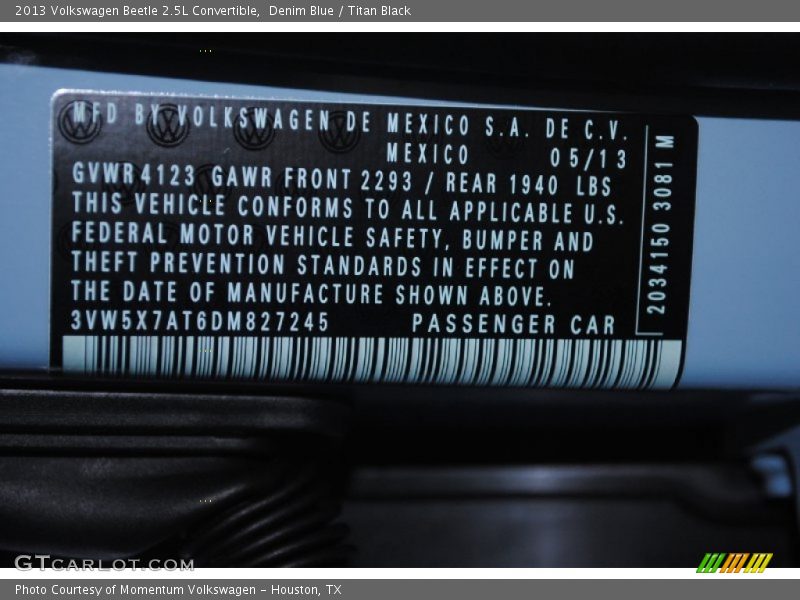 2013 Volkswagen Beetle 2.5L Convertible,  Denim Blue / Titan Black
MFD BY VOLKSWAGEN DE MEXICO S.A. DE C.V.
MEXICO 05/13
GVWR 4123 GAWR FRONT 2293 / REAR 1940 LBS
THIS VEHICLE CONFORMS TO ALL APPLICABLE U.S.
FEDERAL MOTOR VEHICLE SAFETY, BUMPER AND
THEFT PREVENTION STANDARDS IN EFFECT ON
THE DATE OF MANUFACTURE SHOWN ABOVE.
3VW5X7AT6DM827245 PASSENGER CAR
2034150 3081 M
GTCARLOT.COM
Photo Courtesy of Momentum Volkswagen - Houston, TX